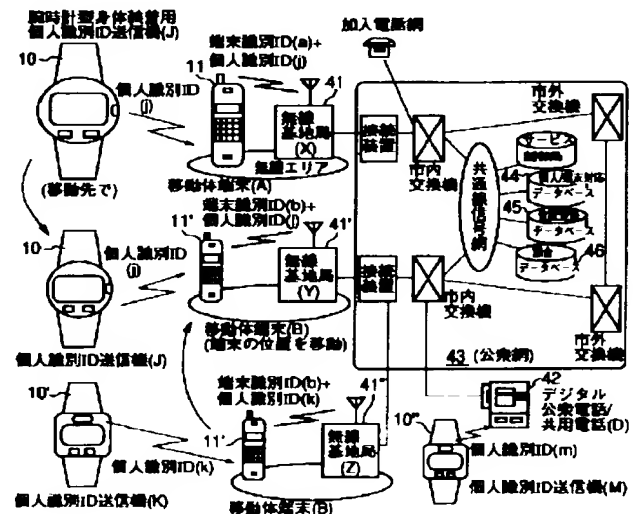 腕時計型身体装着用
個人識別ID送信機(J)
10
個人識別ID
(j)
(移動先で)
端末識別ID(a)+
個人識別ID(j)
11
41
無線
基地局
(X)
無線エリア
移動体端末(A)
加入電話網
接続
装置
市内
交換機
市外
交換機
共通線信号網
サービス
44
データベース
45
データベース
46
データベース
10
個人識別ID
(j)
個人識別ID送信機(J)
端末識別ID(b)+
個人識別ID(j)
11'
41'
無線
基地局
(Y)
移動体端末(B)
(端末の位置を移動)
接続
装置
市内
交換機
市外
交換機
43 (公衆網)
10'
個人識別ID(k)
個人識別ID送信機(K)
端末識別ID(b)+
個人識別ID(k)
11'
41"
無線
基地局
(Z)
移動体端末(B)
42
デジタル
公衆電話/
共用電話(D)
10"
個人識別ID(m)
個人識別ID送信機(M)